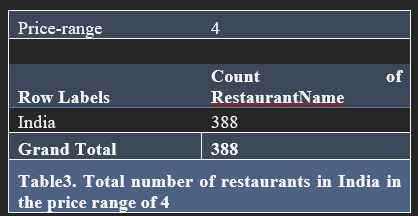 Price-range 4
Count of
Row Labels RestaurantName
India 388
Grand Total 388
Table3. Total number of restaurants in India in
the price range of 4